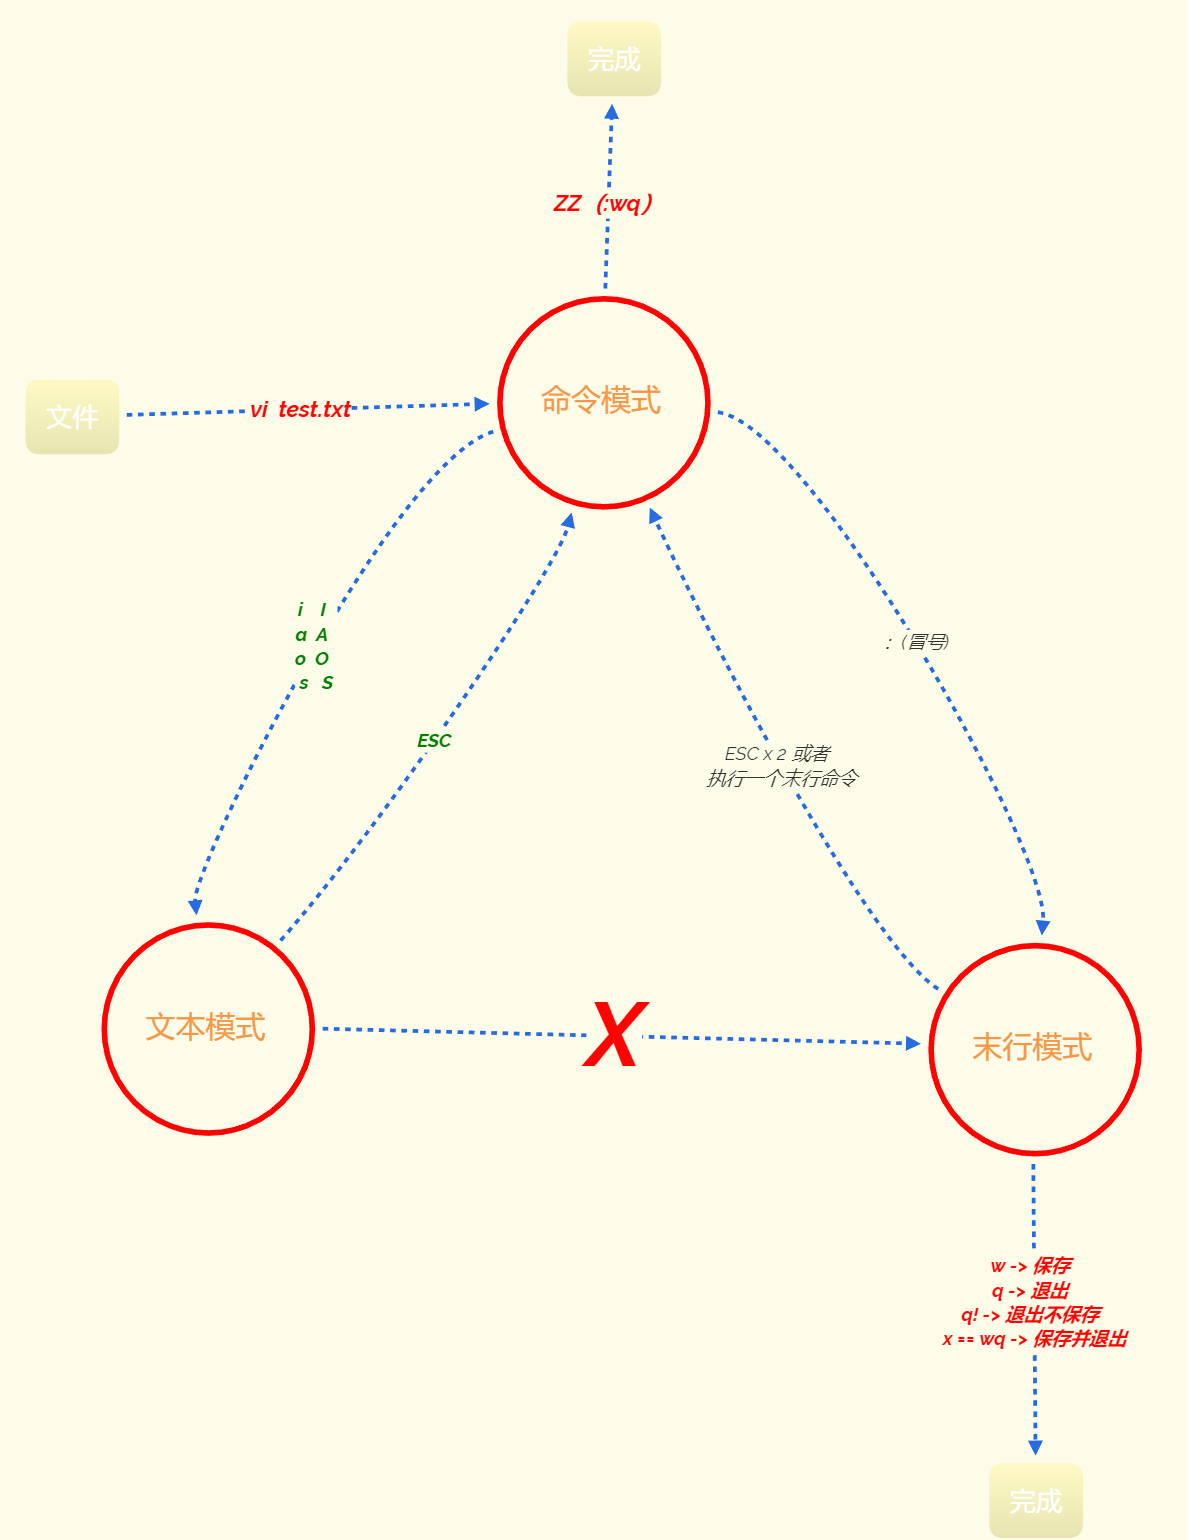 完成
ZZ （:wq）
命令模式
文件
vi test.txt
i I
a A
o O
s S
:（冒号）
ESC
ESC x 2 或者
执行一个末行命令
文本模式
X
末行模式
w -> 保存
q -> 退出
q! -> 退出不保存
x == wq -> 保存并退出
完成